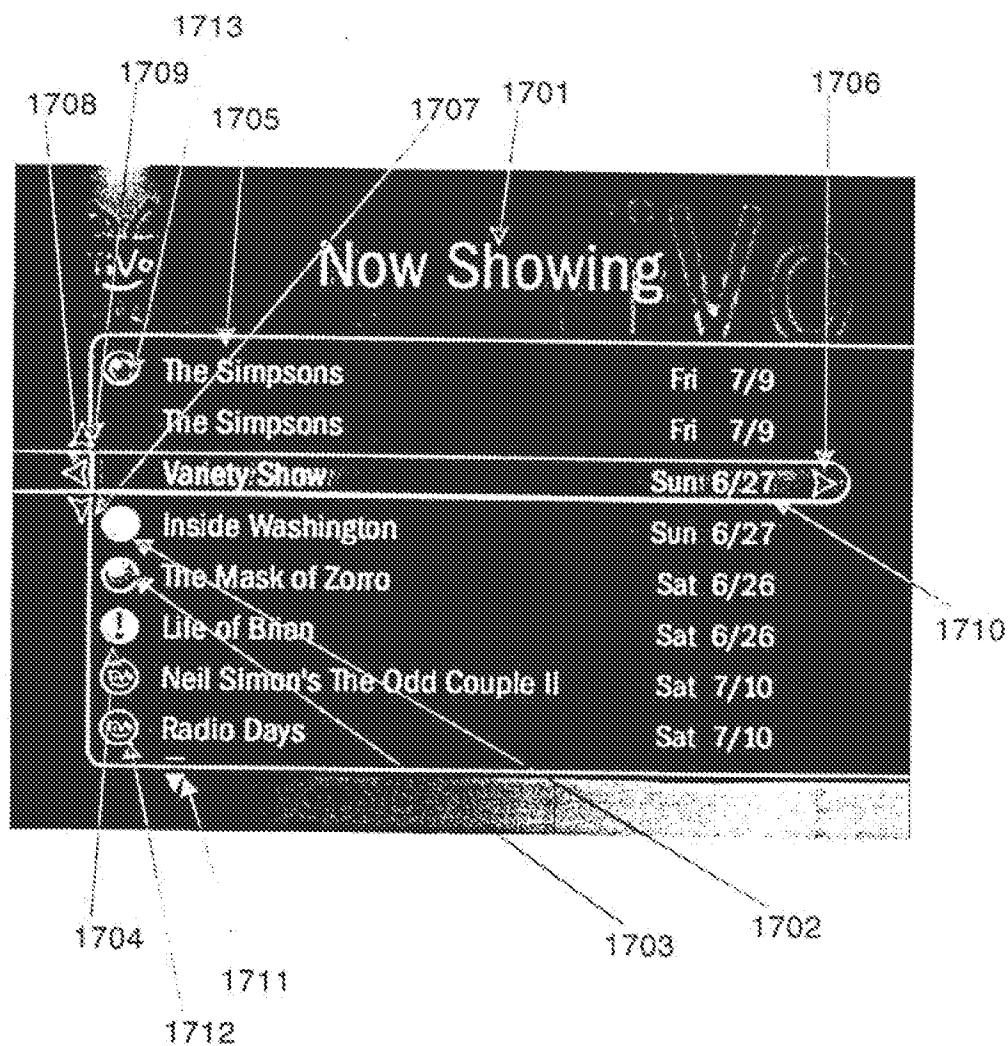 1713
1709
1708
1705
1707
1701
1706
TiVo
Now Showing
The Simpsons Fri 7/9
The Simpsons Fri 7/9
Variety Show Sun 6/27
Inside Washington Sun 6/27
The Mask of Zorro Sat 6/26
! Life of Brian Sat 6/26
1710
Neil Simon's The Odd Couple II Sat 7/10
Radio Days Sat 7/10
1704
1703
1702
1711
1712